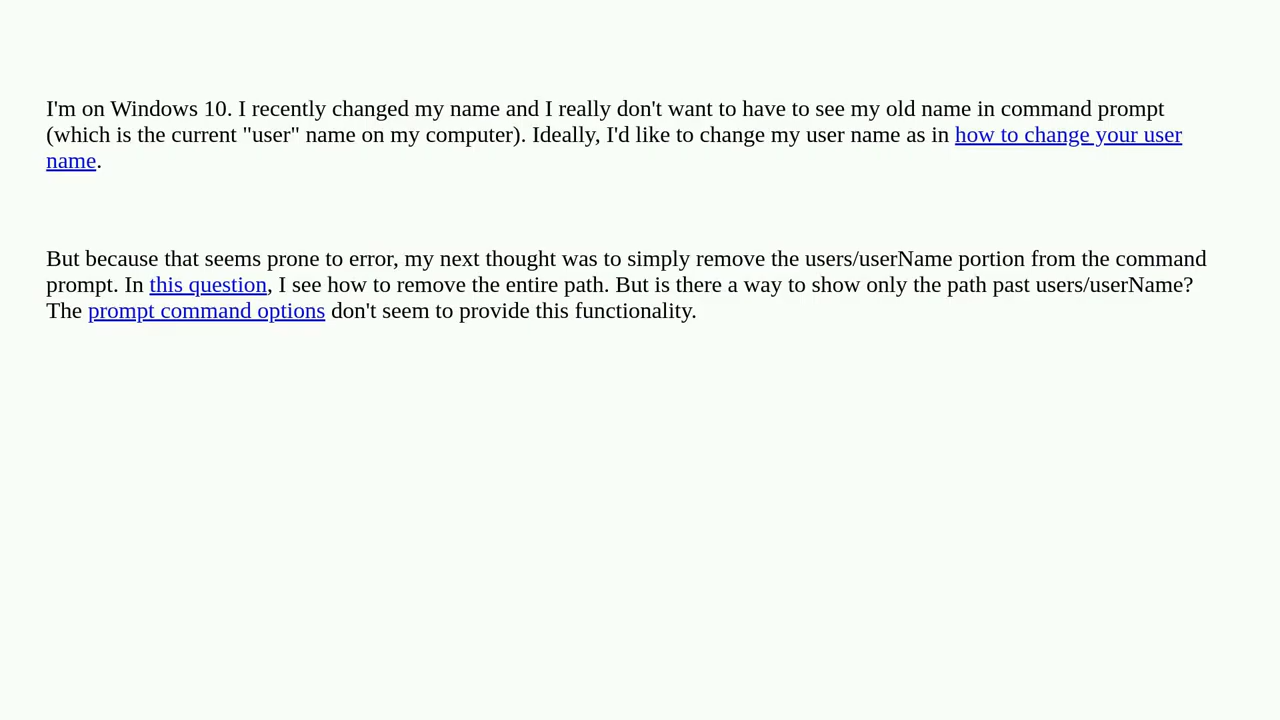 I'm on Windows 10. I recently changed my name and I really don't want to have to see my old name in command prompt
(which is the current "user" name on my computer). Ideally, I'd like to change my user name as in how to change your user
name.
But because that seems prone to error, my next thought was to simply remove the users/userName portion from the command
prompt. In this question, I see how to remove the entire path. But is there a way to show only the path past users/userName?
The prompt command options don't seem to provide this functionality.